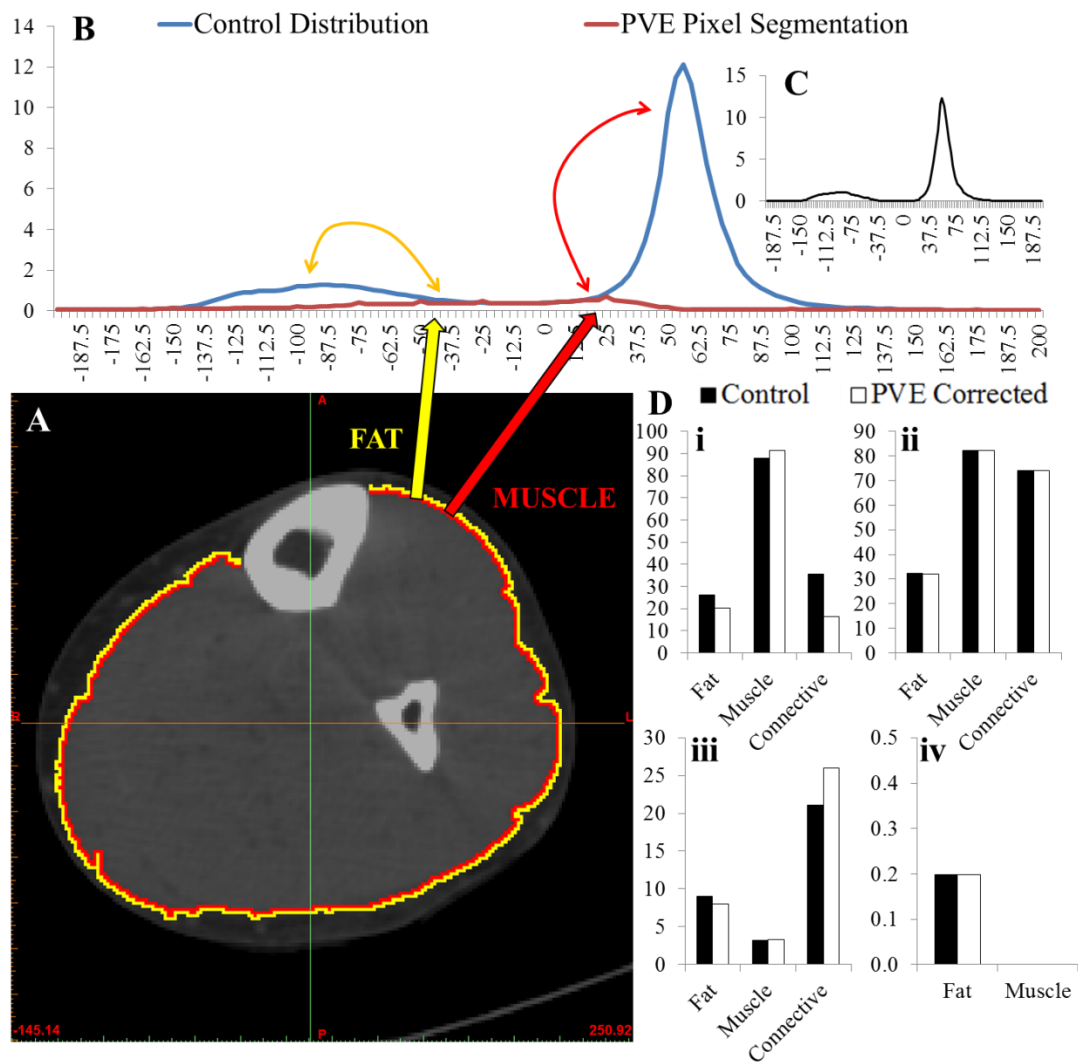 B
Control Distribution
PVE Pixel Segmentation
14
12
10
8
6
4
2
0
-187.5 -175 -162.5 -150 -137.5 -125 -112.5 -100 -87.5 -75 -62.5 -50 -37.5 -25 -12.5 0 12.5 25 37.5 50 62.5 75 87.5 100 112.5 125 137.5 150 162.5 175 187.5 200
C
15
10
5
0
-187.5 -150 -112.5 -75 -37.5 0 37.5 75 112.5 150 187.5
A
A
FAT
MUSCLE
R
L
-145.14
P
250.92
D
Control
PVE Corrected
i
100
90
80
70
60
50
40
30
20
10
0
Fat
Muscle
Connective
ii
90
80
70
60
50
40
30
20
10
0
Fat
Muscle
Connective
iii
30
25
20
15
10
5
0
Fat
Muscle
Connective
iv
0.5
0.4
0.3
0.2
0.1
0.0
Fat
Muscle